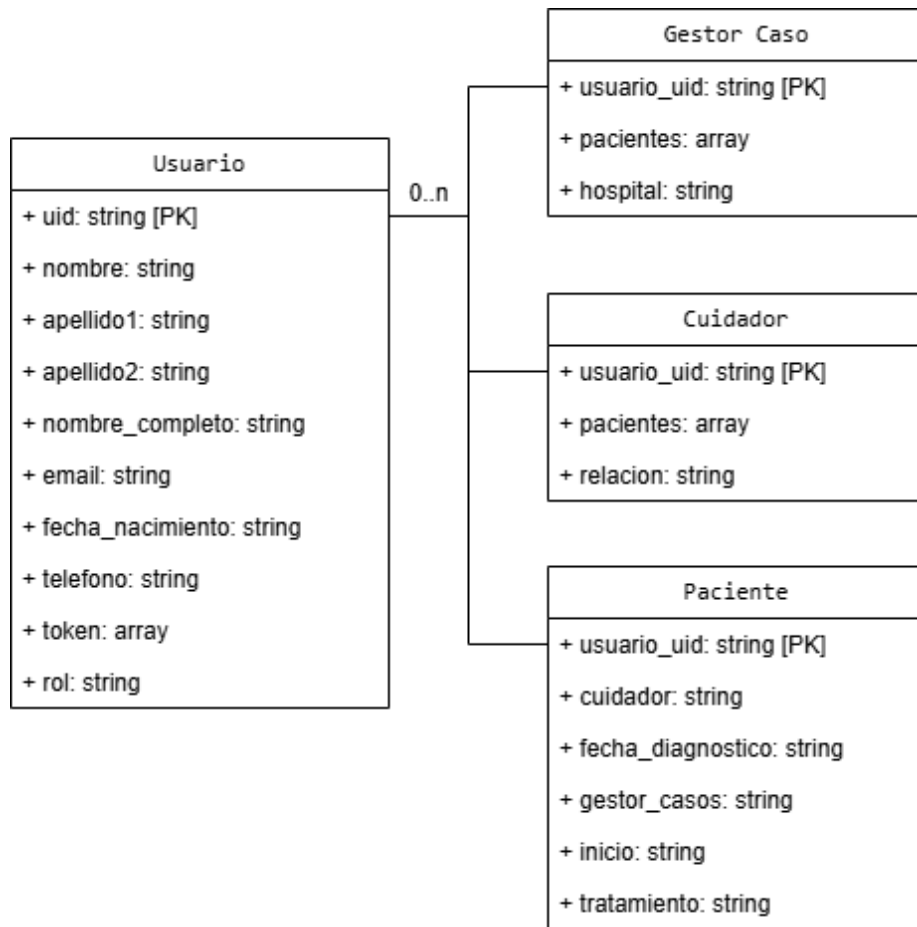 Usuario
+ uid: string [PK]
+ nombre: string
+ apellido1: string
+ apellido2: string
+ nombre_completo: string
+ email: string
+ fecha_nacimiento: string
+ telefono: string
+ token: array
+ rol: string
0..n
Gestor Caso
+ usuario_uid: string [PK]
+ pacientes: array
+ hospital: string
Cuidador
+ usuario_uid: string [PK]
+ pacientes: array
+ relacion: string
Paciente
+ usuario_uid: string [PK]
+ cuidador: string
+ fecha_diagnostico: string
+ gestor_casos: string
+ inicio: string
+ tratamiento: string